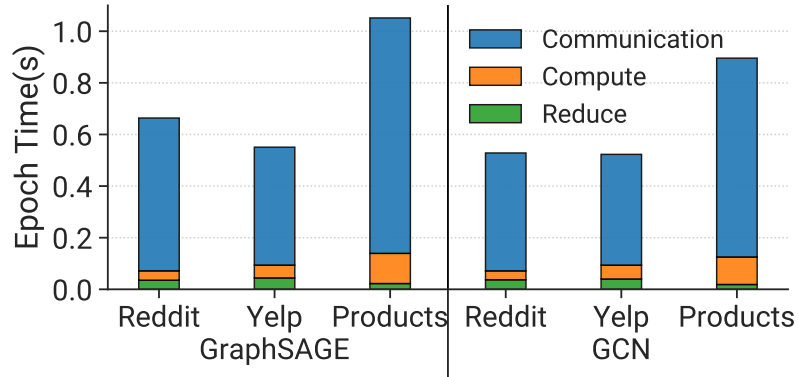 Epoch Time(s)
1.0
0.8
0.6
0.4
0.2
0.0
Communication
Compute
Reduce
Reddit Yelp Products Reddit Yelp Products
GraphSAGE GCN